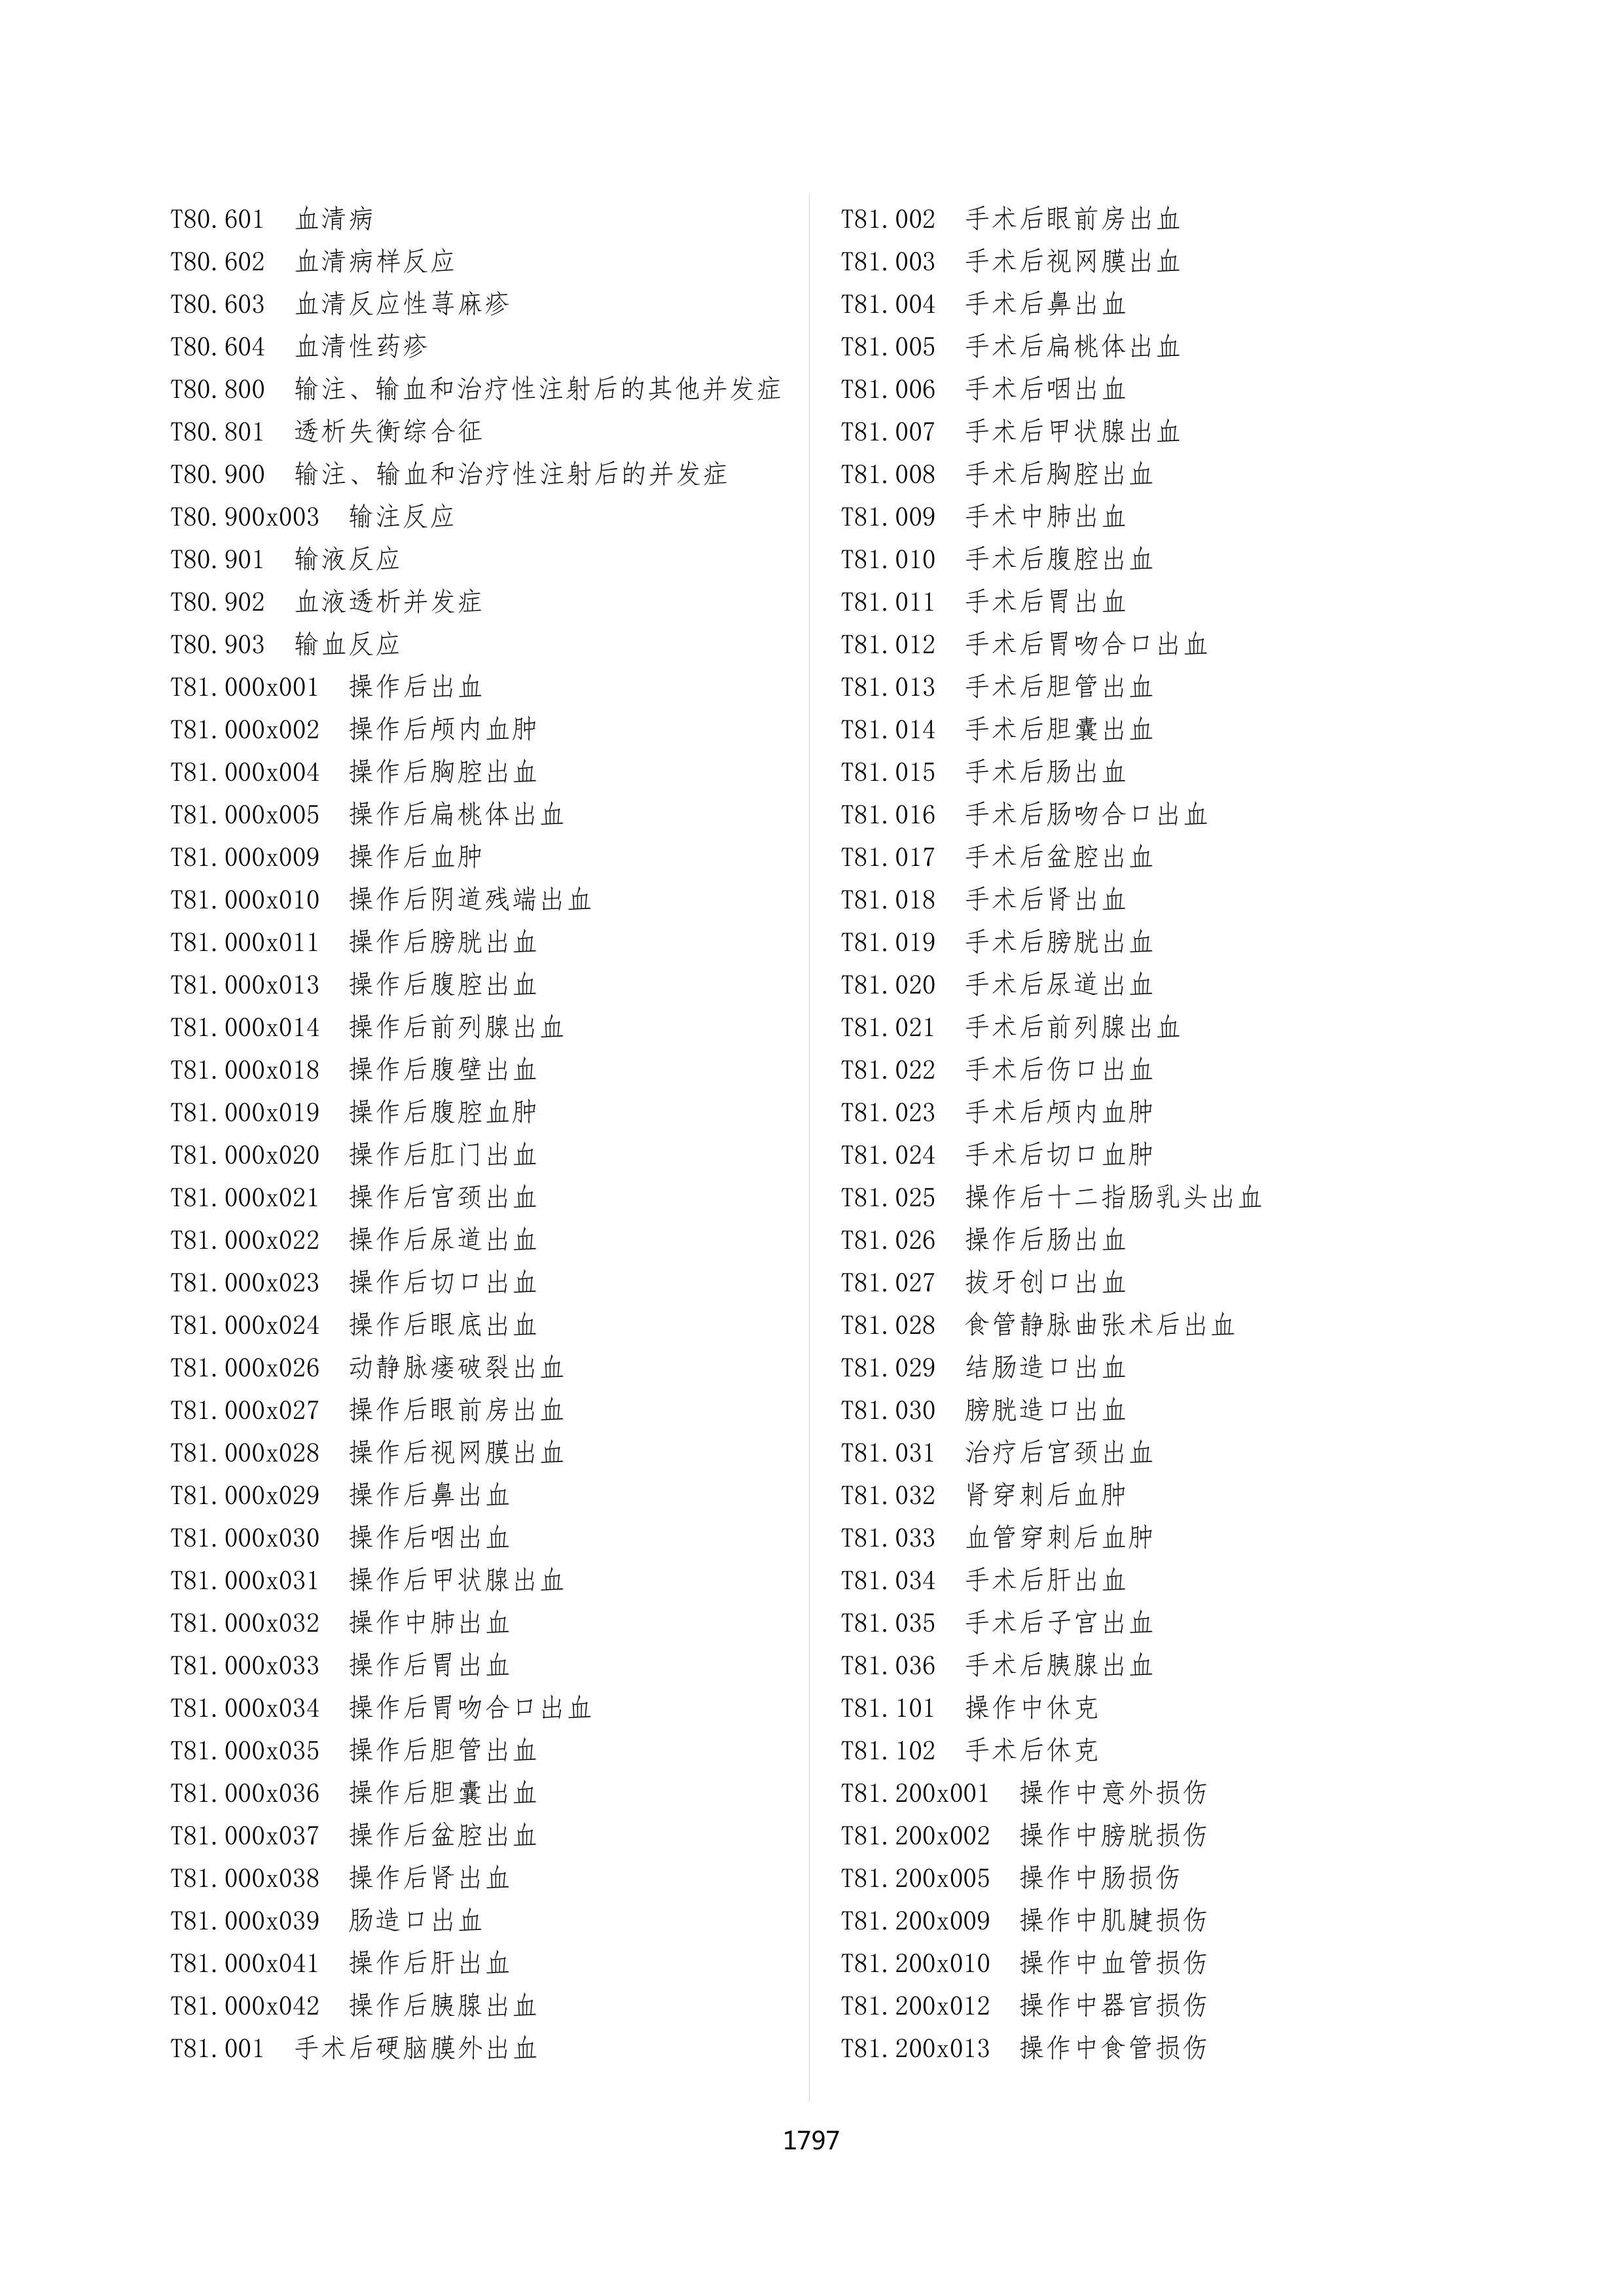 T80.601 血清病
T80.602 血清病样反应
T80.603 血清反应性荨麻疹
T80.604 血清性药疹
T80.800 输注、输血和治疗性注射后的其他并发症
T80.801 透析失衡综合征
T80.900 输注、输血和治疗性注射后的并发症
T80.900x003 输注反应
T80.901 输液反应
T80.902 血液透析并发症
T80.903 输血反应
T81.000x001 操作后出血
T81.000x002 操作后颅内血肿
T81.000x004 操作后胸腔出血
T81.000x005 操作后扁桃体出血
T81.000x009 操作后血肿
T81.000x010 操作后阴道残端出血
T81.000x011 操作后膀胱出血
T81.000x013 操作后腹腔出血
T81.000x014 操作后前列腺出血
T81.000x018 操作后腹壁出血
T81.000x019 操作后腹腔血肿
T81.000x020 操作后肛门出血
T81.000x021 操作后宫颈出血
T81.000x022 操作后尿道出血
T81.000x023 操作后切口出血
T81.000x024 操作后眼底出血
T81.000x026 动静脉瘘破裂出血
T81.000x027 操作后眼前房出血
T81.000x028 操作后视网膜出血
T81.000x029 操作后鼻出血
T81.000x030 操作后咽出血
T81.000x031 操作后甲状腺出血
T81.000x032 操作中肺出血
T81.000x033 操作后胃出血
T81.000x034 操作后胃吻合口出血
T81.000x035 操作后胆管出血
T81.000x036 操作后胆囊出血
T81.000x037 操作后盆腔出血
T81.000x038 操作后肾出血
T81.000x039 肠造口出血
T81.000x041 操作后肝出血
T81.000x042 操作后胰腺出血
T81.001 手术后硬脑膜外出血
T81.002 手术后眼前房出血
T81.003 手术后视网膜出血
T81.004 手术后鼻出血
T81.005 手术后扁桃体出血
T81.006 手术后咽出血
T81.007 手术后甲状腺出血
T81.008 手术后胸腔出血
T81.009 手术中肺出血
T81.010 手术后腹腔出血
T81.011 手术后胃出血
T81.012 手术后胃吻合口出血
T81.013 手术后胆管出血
T81.014 手术后胆囊出血
T81.015 手术后肠出血
T81.016 手术后肠吻合口出血
T81.017 手术后盆腔出血
T81.018 手术后肾出血
T81.019 手术后膀胱出血
T81.020 手术后尿道出血
T81.021 手术后前列腺出血
T81.022 手术后伤口出血
T81.023 手术后颅内血肿
T81.024 手术后切口血肿
T81.025 操作后十二指肠乳头出血
T81.026 操作后肠出血
T81.027 拔牙创口出血
T81.028 食管静脉曲张术后出血
T81.029 结肠造口出血
T81.030 膀胱造口出血
T81.031 治疗后宫颈出血
T81.032 肾穿刺后血肿
T81.033 血管穿刺后血肿
T81.034 手术后肝出血
T81.035 手术后子宫出血
T81.036 手术后胰腺出血
T81.101 操作中休克
T81.102 手术后休克
T81.200x001 操作中意外损伤
T81.200x002 操作中膀胱损伤
T81.200x005 操作中肠损伤
T81.200x009 操作中肌腱损伤
T81.200x010 操作中血管损伤
T81.200x012 操作中器官损伤
T81.200x013 操作中食管损伤
1797